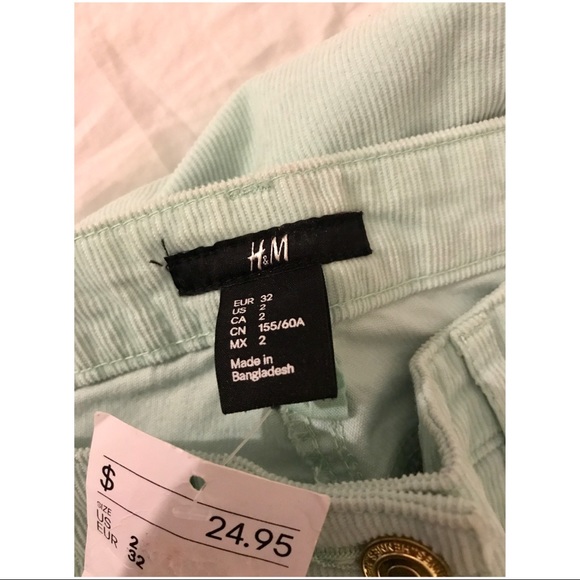 H&M
EUR 32
US 2
CA 2
CN 155/60A
MX 2
Made in
Bangladesh
$ 24.95
SIZE
US 2
EUR 32